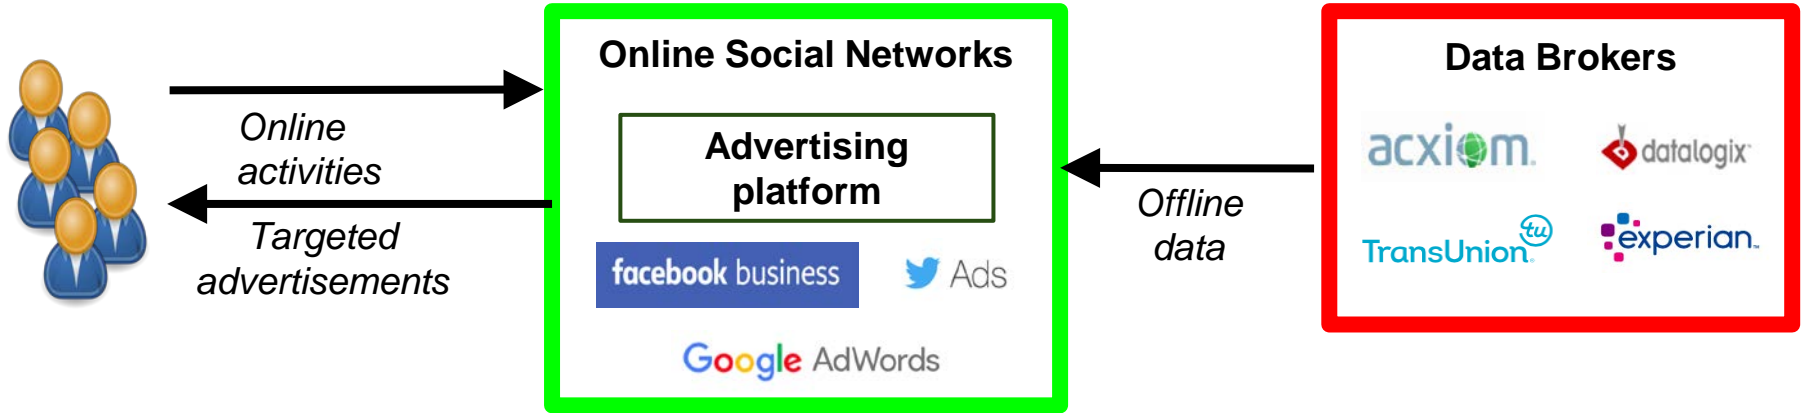 Online Social Networks
Advertising
platform
facebook business
Ads
Google AdWords
Online
activities
Targeted
advertisements
Offline
data
Data Brokers
acxiom.
datalogix
TransUnion
tu
experian.